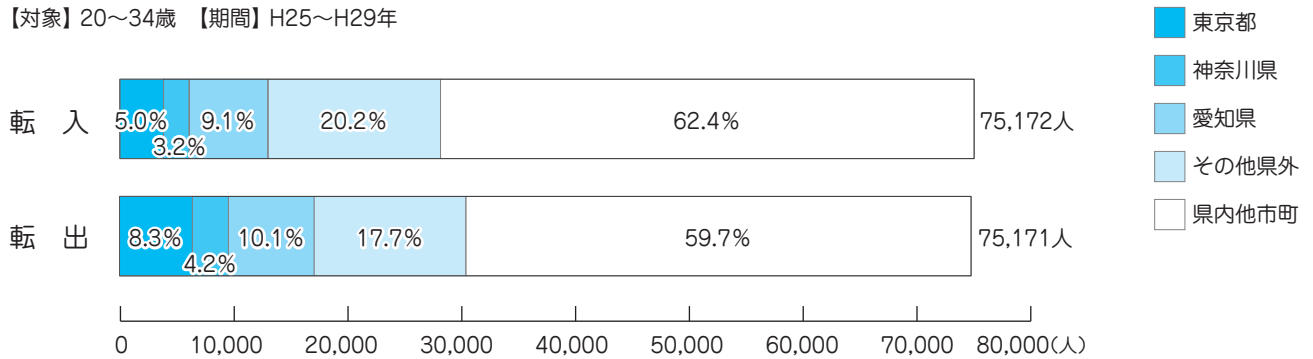 【対象】20〜34歳 【期間】H25〜H29年
東京都
神奈川県
愛知県
その他県外
県内他市町
転 入
5.0%
3.2%
9.1%
20.2%
62.4%
75,172人
転 出
8.3%
4.2%
10.1%
17.7%
59.7%
75,171人
0 10,000 20,000 30,000 40,000 50,000 60,000 70,000 80,000(人)